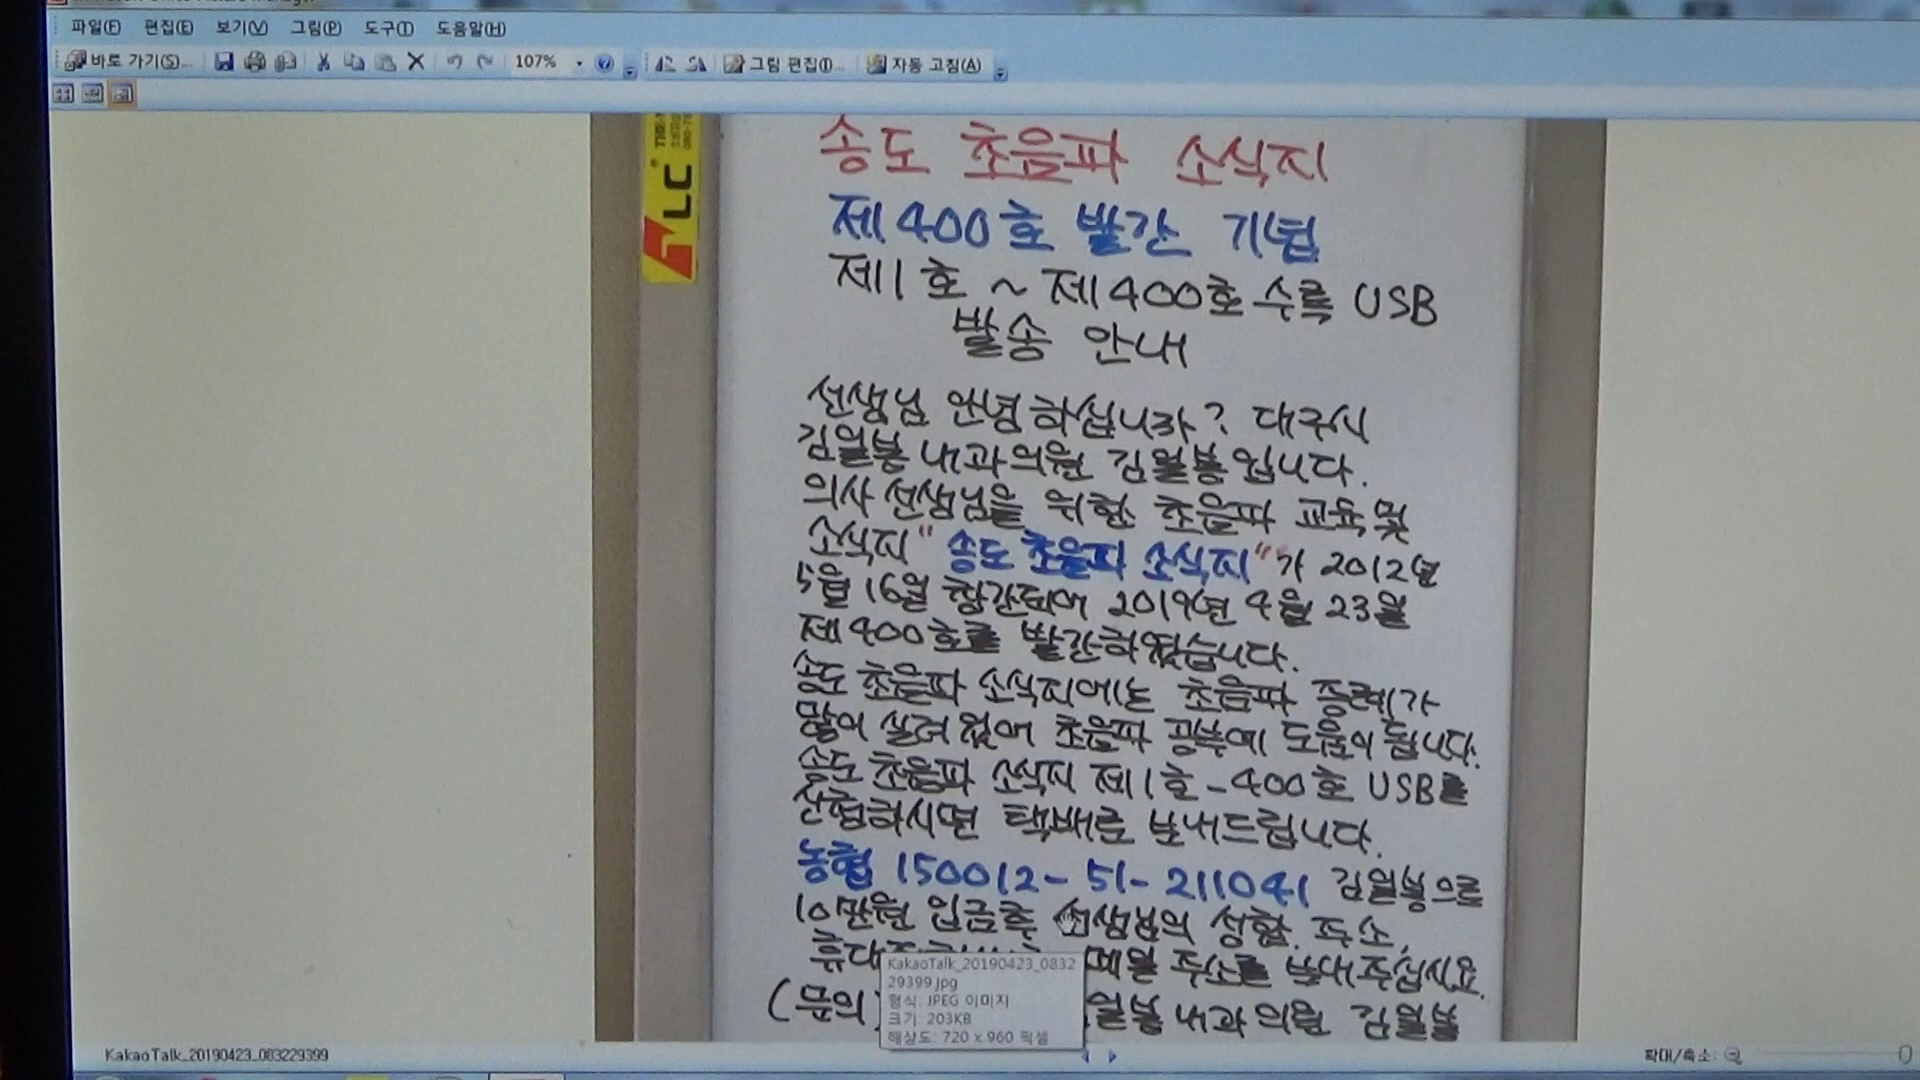 파일(F) 편집(E) 보기(V) 그림(P) 도구(T) 도움말(H)
바로 가기(S)... 107% 그림 편집(I)... 자동 고침(A)
LC
송도 초음파 소식지
제400호 발간 기념
제1호 ~ 제400호 수록 USB
발송 안내
선생님 안녕하십니까? 대구시
김일봉 내과의원 김일봉입니다.
의사 선생님을 위한 초음파 교육 및
소식지 "송도 초음파 소식지"가 2012년
5월 16일 창간되어 2019년 4월 23일
제400호를 발간하였습니다.
송도 초음파 소식지에는 초음파 증례가
많이 실려 있어 초음파 공부에 도움이 됩니다.
송도 초음파 소식지 제1호-400호 USB를
신청하시면 택배로 보내드립니다.
농협 150012-51-211041 김일봉으로
10만원 입금후 선생님의 성함, 주소,
휴대 메일 주소를 보내주십시요.
(문의) 일봉내과의원 김일봉
KakaoTalk_20190423_0832
29399.jpg
형식: JPEG 이미지
크기: 203KB
해상도: 720 x 960 픽셀
KakaoTalk_20190423_083229399
확대/축소: